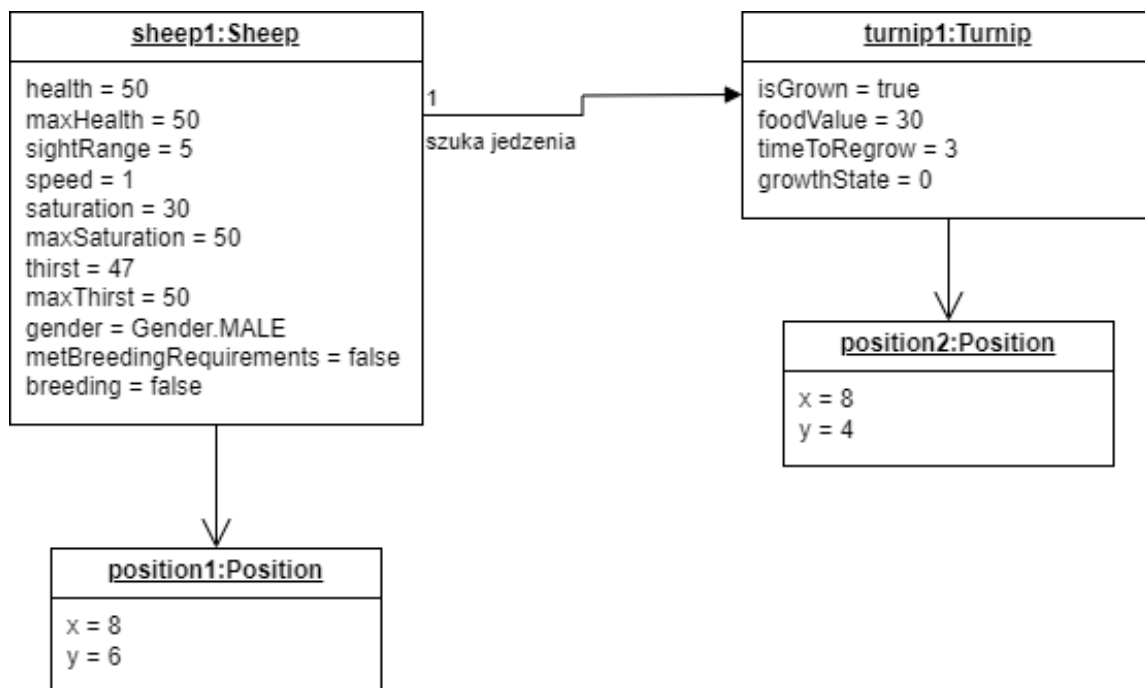 sheep1:Sheep
health = 50
maxHealth = 50
sightRange = 5
speed = 1
saturation = 30
maxSaturation = 50
thirst = 47
maxThirst = 50
gender = Gender.MALE
metBreedingRequirements = false
breeding = false
1
szuka jedzenia
turnip1:Turnip
isGrown = true
foodValue = 30
timeToRegrow = 3
growthState = 0
position2:Position
x = 8
y = 4
position1:Position
x = 8
y = 6